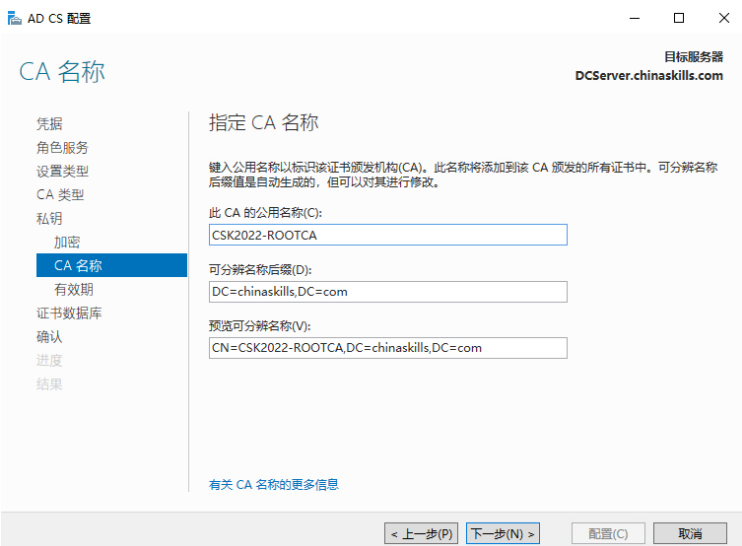 AD CS 配置
CA 名称
目标服务器
DCServer.chinaskills.com
凭据
角色服务
设置类型
CA 类型
私钥
加密
CA 名称
有效期
证书数据库
确认
进度
结果
指定 CA 名称
键入公用名称以标识该证书颁发机构(CA)。此名称将添加到该 CA 颁发的所有证书中。可分辨名称
后缀值是自动生成的，但可以对其进行修改。
此 CA 的公用名称(C):
CSK2022-ROOTCA
可分辨名称后缀(D):
DC=chinaskills,DC=com
预览可分辨名称(V):
CN=CSK2022-ROOTCA,DC=chinaskills,DC=com
有关 CA 名称的更多信息
< 上一步(P)
下一步(N) >
配置(C)
取消